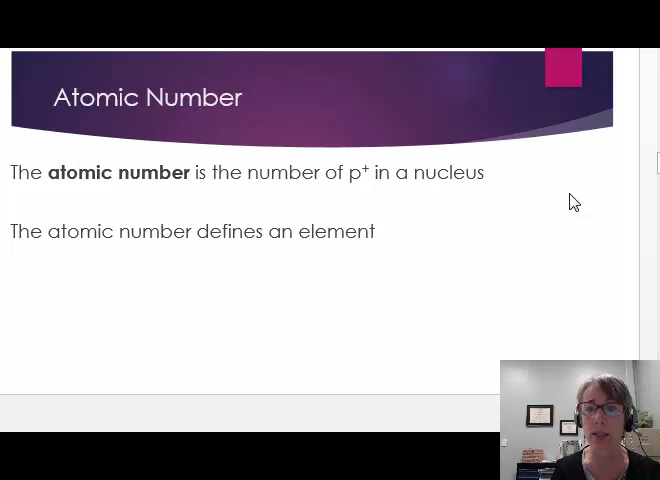 Atomic Number
The atomic number is the number of p⁺ in a nucleus
The atomic number defines an element